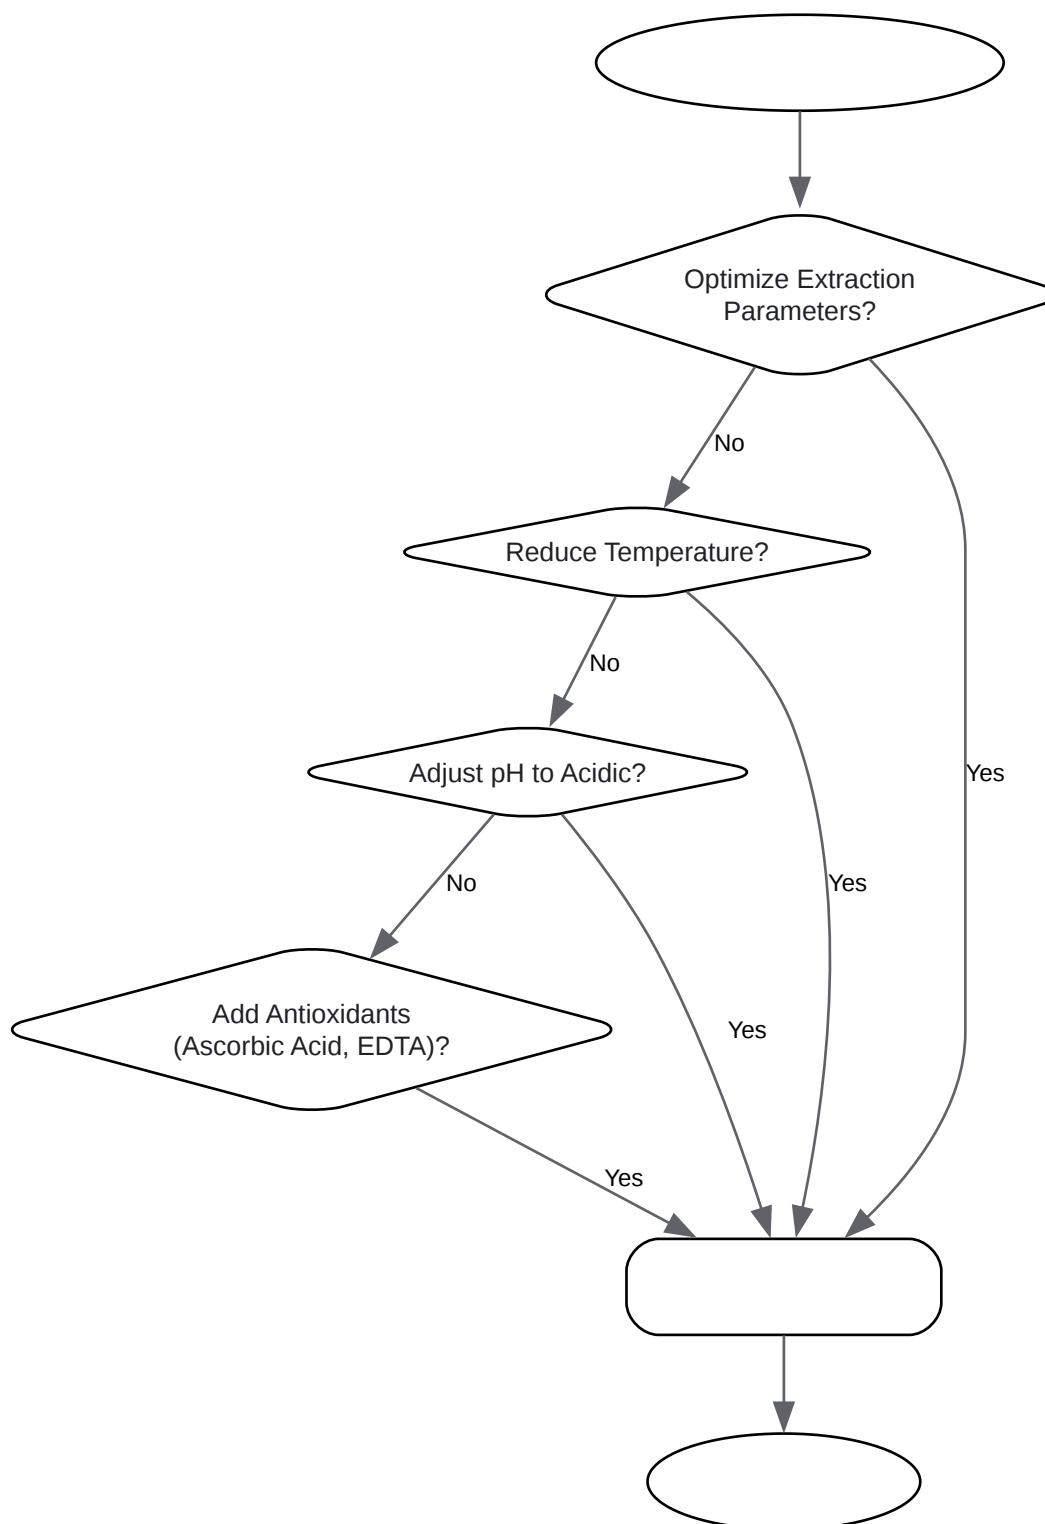 Optimize Extraction
Parameters?
No
Reduce Temperature?
No
Adjust pH to Acidic?
Yes
No
Yes
Add Antioxidants
(Ascorbic Acid, EDTA)?
Yes
Yes